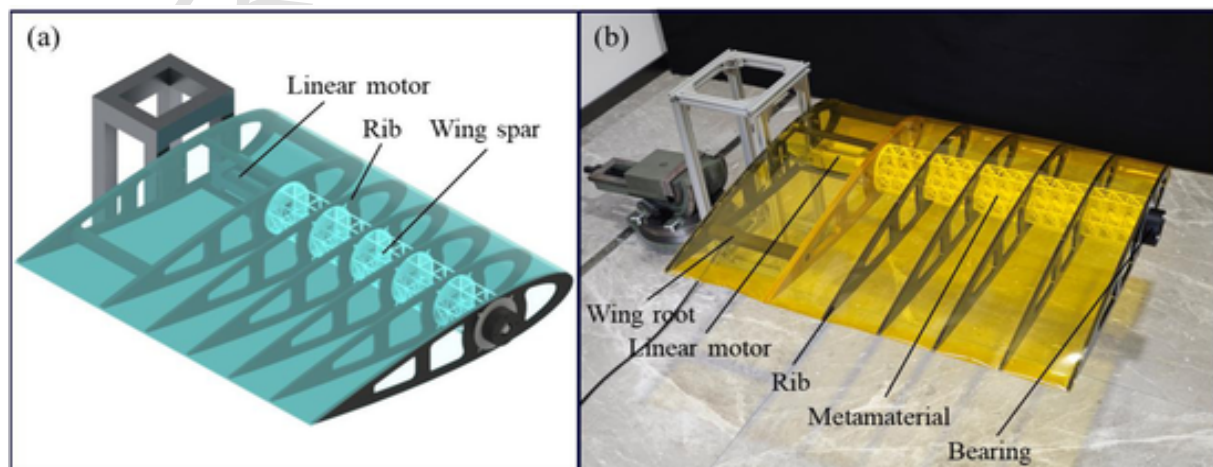 (a)
Linear motor
Rib
Wing spar
(b)
Wing root
Linear motor
Rib
Metamaterial
Bearing